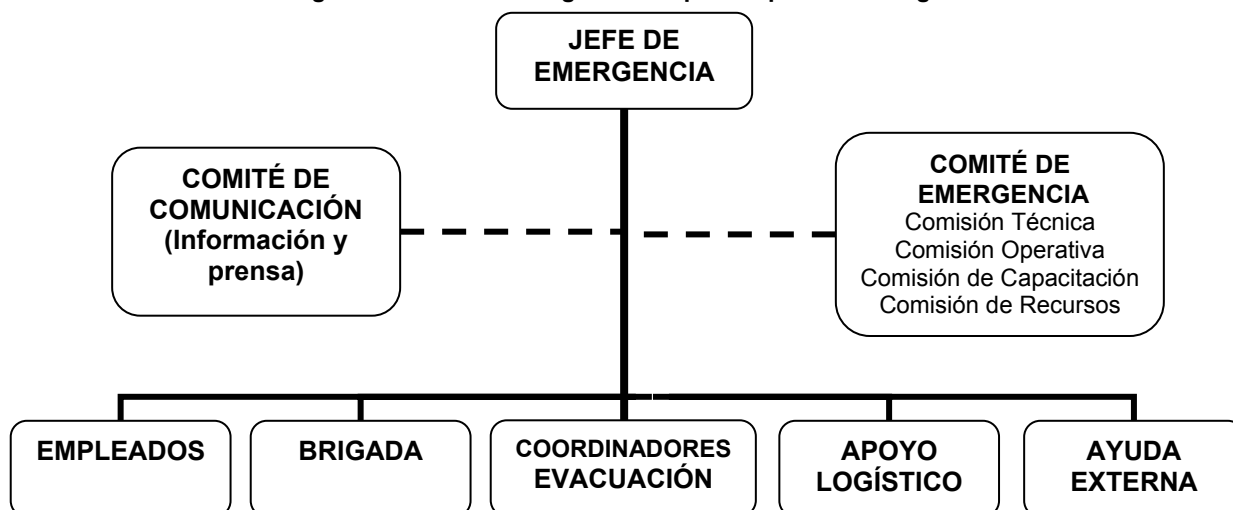 JEFE DE
EMERGENCIA
COMITÉ DE
COMUNICACIÓN
(Información y
prensa)
COMITÉ DE
EMERGENCIA
Comisión Técnica
Comisión Operativa
Comisión de Capacitación
Comisión de Recursos
EMPLEADOS
BRIGADA
COORDINADORES
EVACUACIÓN
APOYO
LOGÍSTICO
AYUDA
EXTERNA